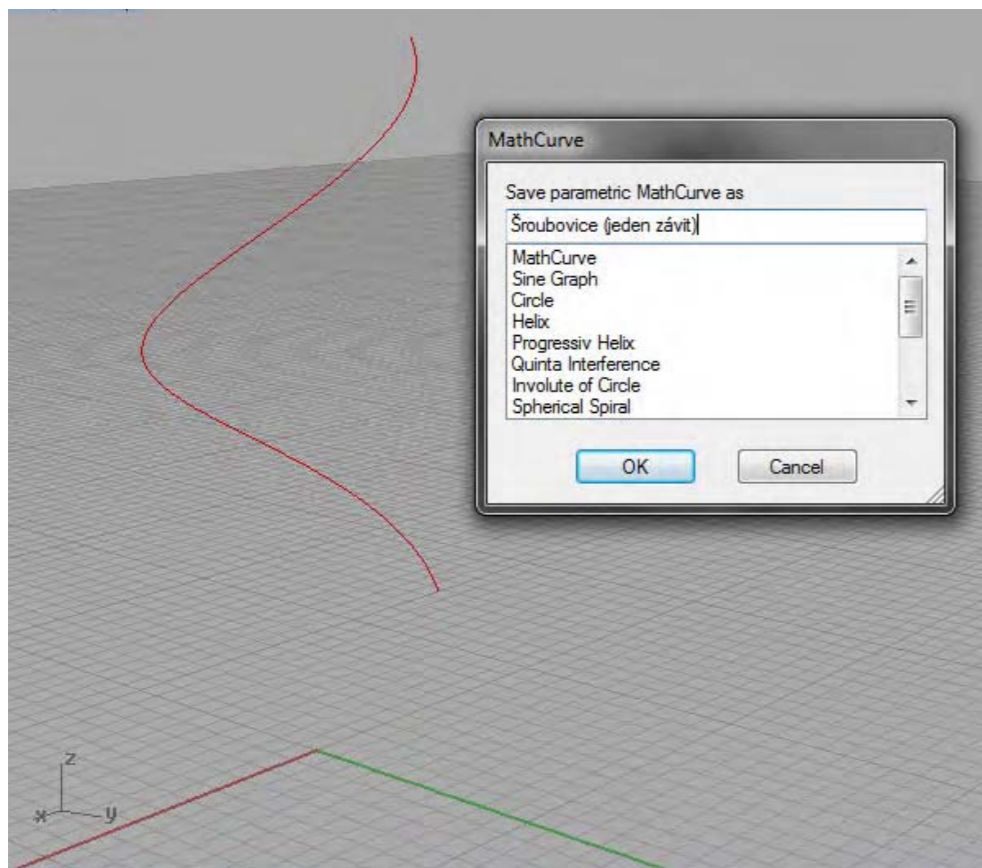 MathCurve
Save parametric MathCurve as
Šroubovice (jeden závit)
MathCurve
Sine Graph
Circle
Helix
Progressiv Helix
Quinta Interference
Involute of Circle
Spherical Spiral
OK Cancel
z
x y